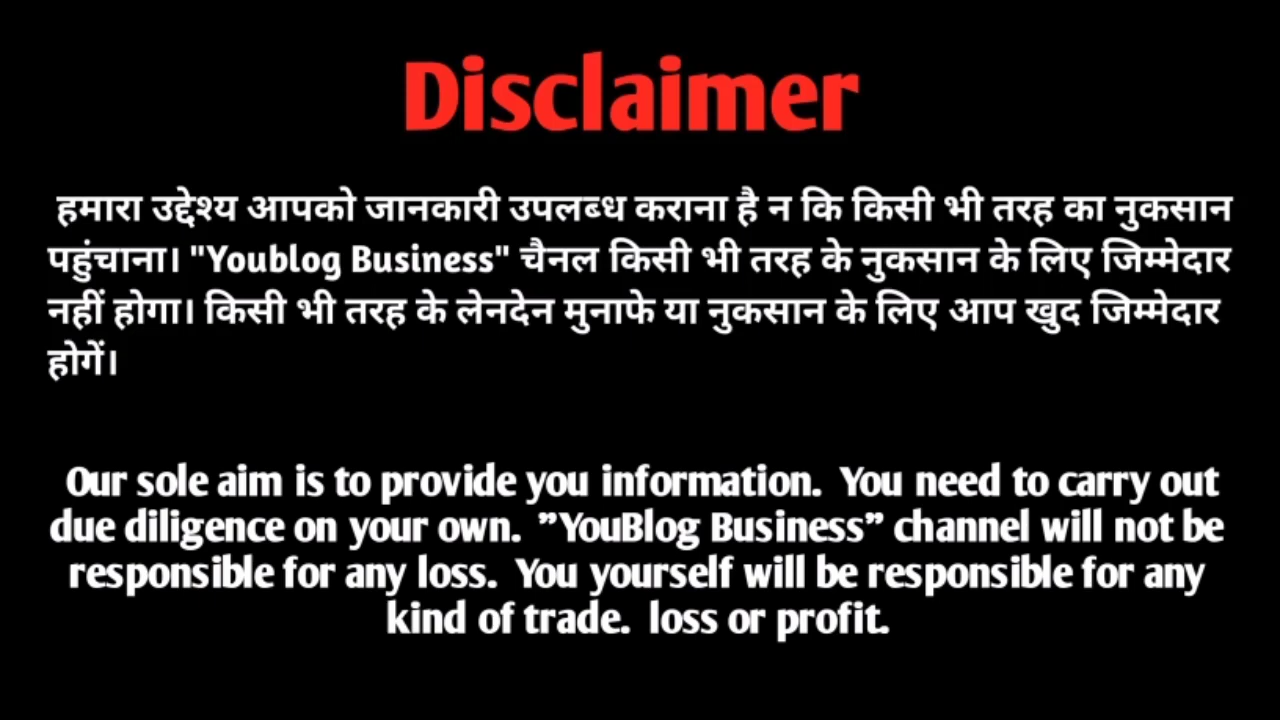 Disclaimer
हमारा उद्देश्य आपको जानकारी उपलब्ध कराना है न कि किसी भी तरह का नुकसान
पहुंचाना। "Youblog Business" चैनल किसी भी तरह के नुकसान के लिए जिम्मेदार
नहीं होगा। किसी भी तरह के लेनदेन मुनाफे या नुकसान के लिए आप खुद जिम्मेदार
होगें।
Our sole aim is to provide you information. You need to carry out
due diligence on your own. ”YouBlog Business” channel will not be
responsible for any loss. You yourself will be responsible for any
kind of trade. loss or profit.